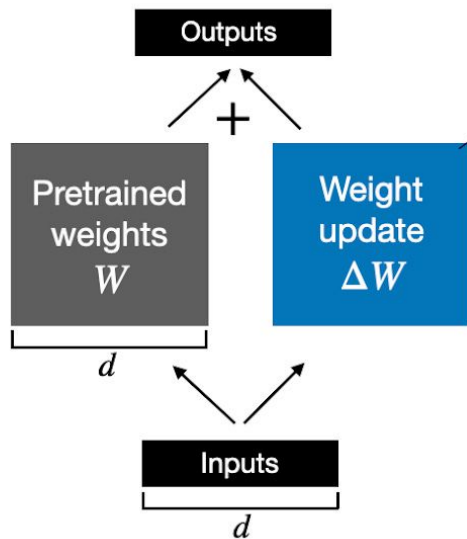 Outputs
+
Pretrained
weights
W
Weight
update
ΔW
d
Inputs
d